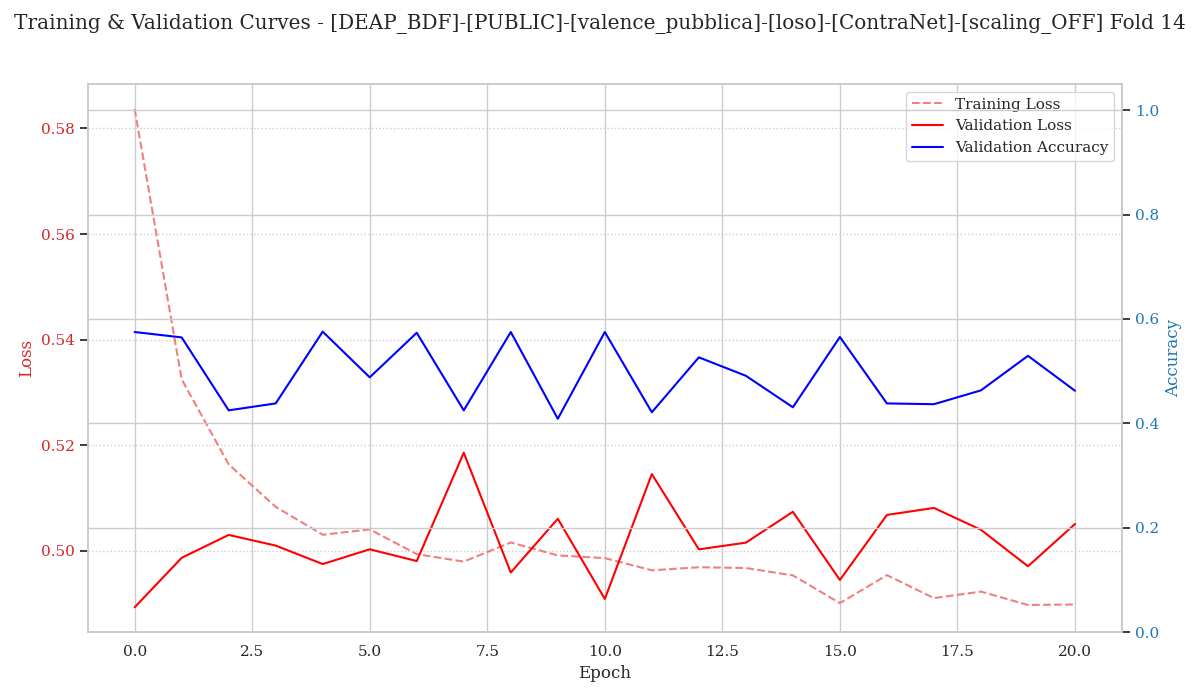 Training & Validation Curves - [DEAP_BDF]-[PUBLIC]-[valence_pubblica]-[loso]-[ContraNet]-[scaling_OFF] Fold 14
Training Loss
Validation Loss
Validation Accuracy
0.58
0.56
0.54
0.52
0.50
Loss
1.0
0.8
0.6
0.4
0.2
0.0
Accuracy
0.0 2.5 5.0 7.5 10.0 12.5 15.0 17.5 20.0
Epoch